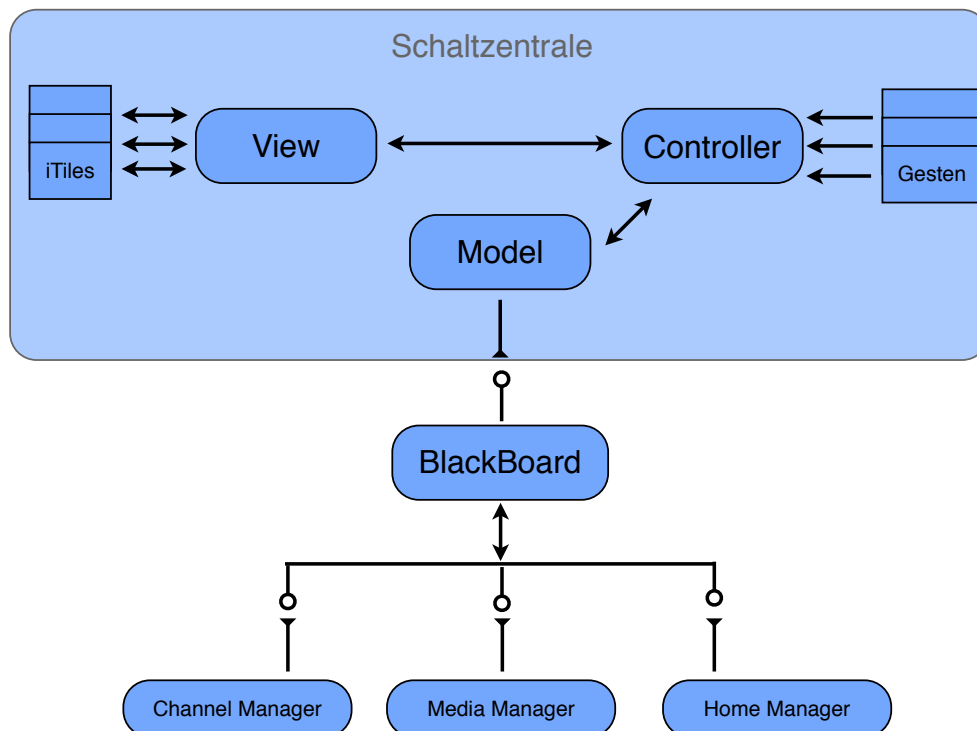 Schaltzentrale
iTiles
View
Controller
Gesten
Model
BlackBoard
Channel Manager
Media Manager
Home Manager